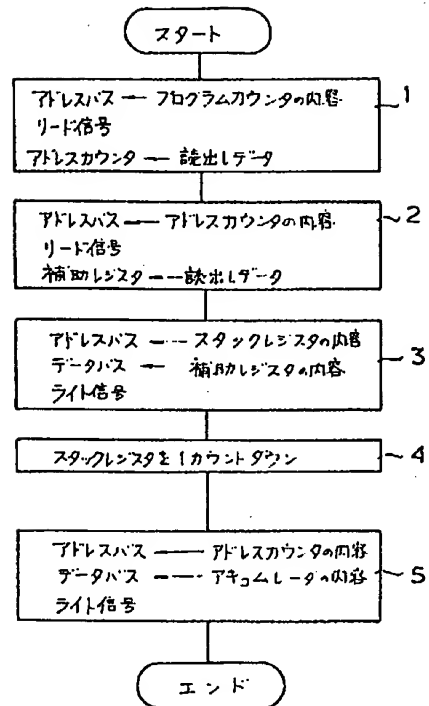 スタート
アドレスバス ← プログラムカウンタの内容
リード信号
アドレスカウンタ ← 読出しデータ
1
アドレスバス ← アドレスカウンタの内容
リード信号
補助レジスタ ← 読出しデータ
2
アドレスバス ← スタックレジスタの内容
データバス ← 補助レジスタの内容
ライト信号
3
スタックレジスタを1カウントダウン
4
アドレスバス ← アドレスカウンタの内容
データバス ← アキュムレータの内容
ライト信号
5
エンド